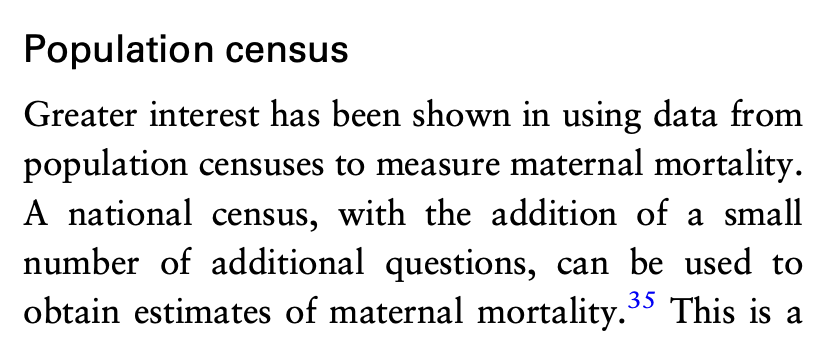 Population census
Greater interest has been shown in using data from
population censuses to measure maternal mortality.
A national census, with the addition of a small
number of additional questions, can be used to
obtain estimates of maternal mortality.35 This is a